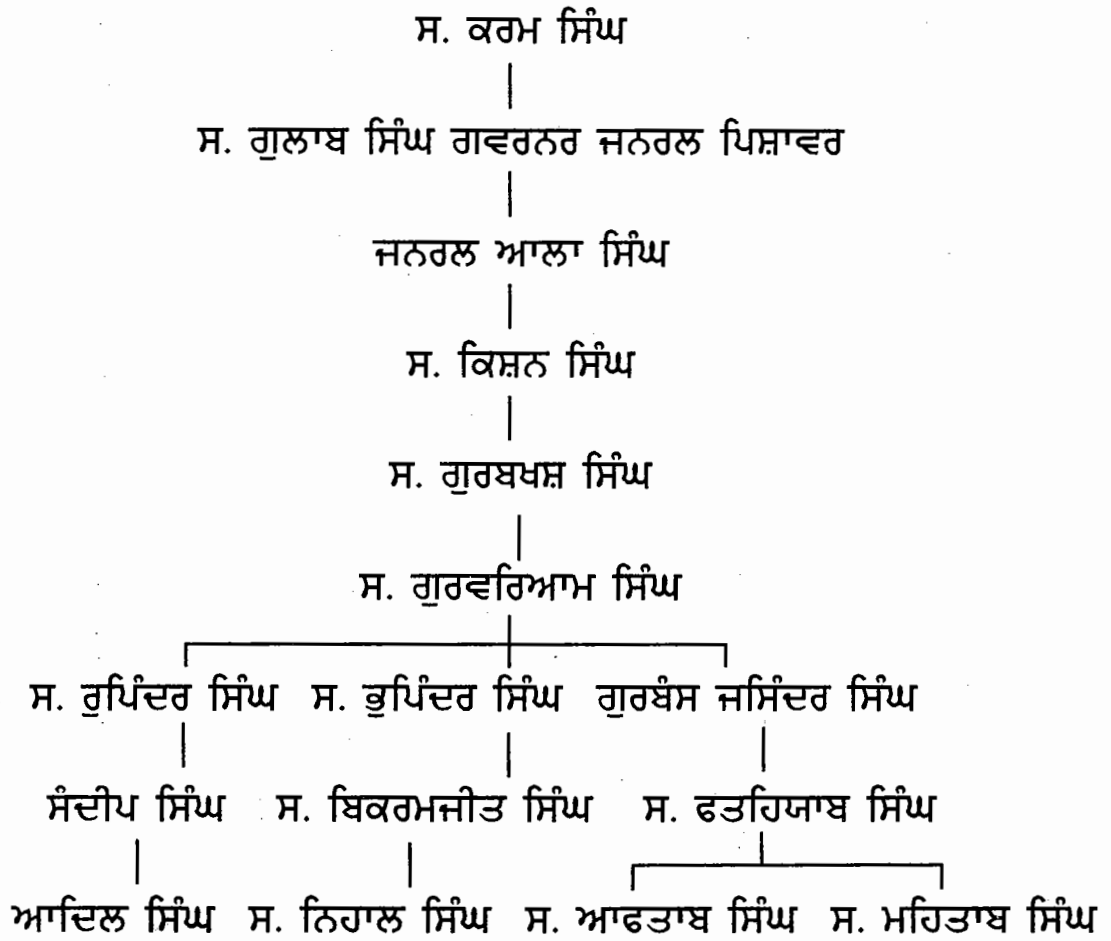 ਸ. ਕਰਮ ਸਿੰਘ
ਸ. ਗੁਲਾਬ ਸਿੰਘ ਗਵਰਨਰ ਜਨਰਲ ਪਿਸ਼ਾਵਰ
ਜਨਰਲ ਆਲਾ ਸਿੰਘ
ਸ. ਕਿਸ਼ਨ ਸਿੰਘ
ਸ. ਗੁਰਬਖਸ਼ ਸਿੰਘ
ਸ. ਗੁਰਵਰਿਆਮ ਸਿੰਘ
ਸ. ਰੁਪਿੰਦਰ ਸਿੰਘ ਸ. ਭੁਪਿੰਦਰ ਸਿੰਘ ਗੁਰਬੰਸ ਜਸਿੰਦਰ ਸਿੰਘ
ਸੰਦੀਪ ਸਿੰਘ ਸ. ਬਿਕਰਮਜੀਤ ਸਿੰਘ ਸ. ਫਤਹਿਯਾਬ ਸਿੰਘ
ਆਦਿਲ ਸਿੰਘ ਸ. ਨਿਹਾਲ ਸਿੰਘ ਸ. ਆਫਤਾਬ ਸਿੰਘ ਸ. ਮਹਿਤਾਬ ਸਿੰਘ